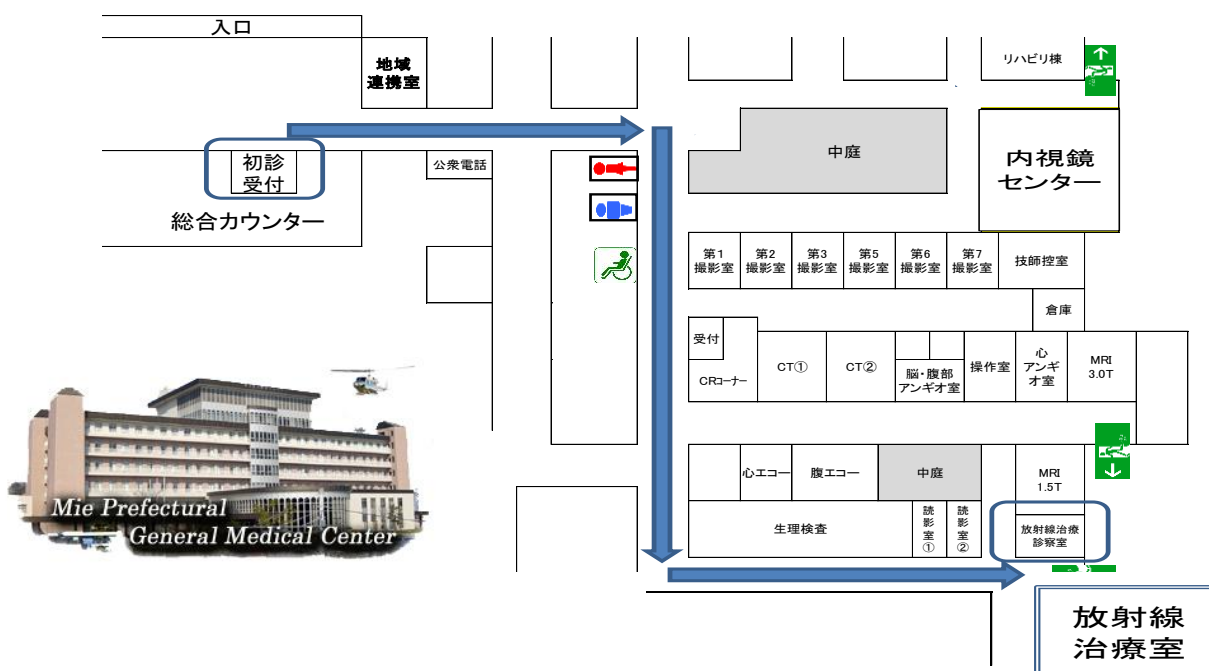 入口
地域
連携室
リハビリ棟
初診
受付
総合カウンター
公衆電話
中庭
内視鏡
センター
第1
撮影室
第2
撮影室
第3
撮影室
第5
撮影室
第6
撮影室
第7
撮影室
技師控室
倉庫
受付
CRコーナー
CT①
CT②
脳・腹部
アンギオ室
操作室
心
アンギ
オ室
MRI
3.0T
心エコー
腹エコー
中庭
MRI
1.5T
生理検査
読
影
室
①
読
影
室
②
放射線治療
診察室
放射線
治療室
Mie Prefectural
General Medical Center